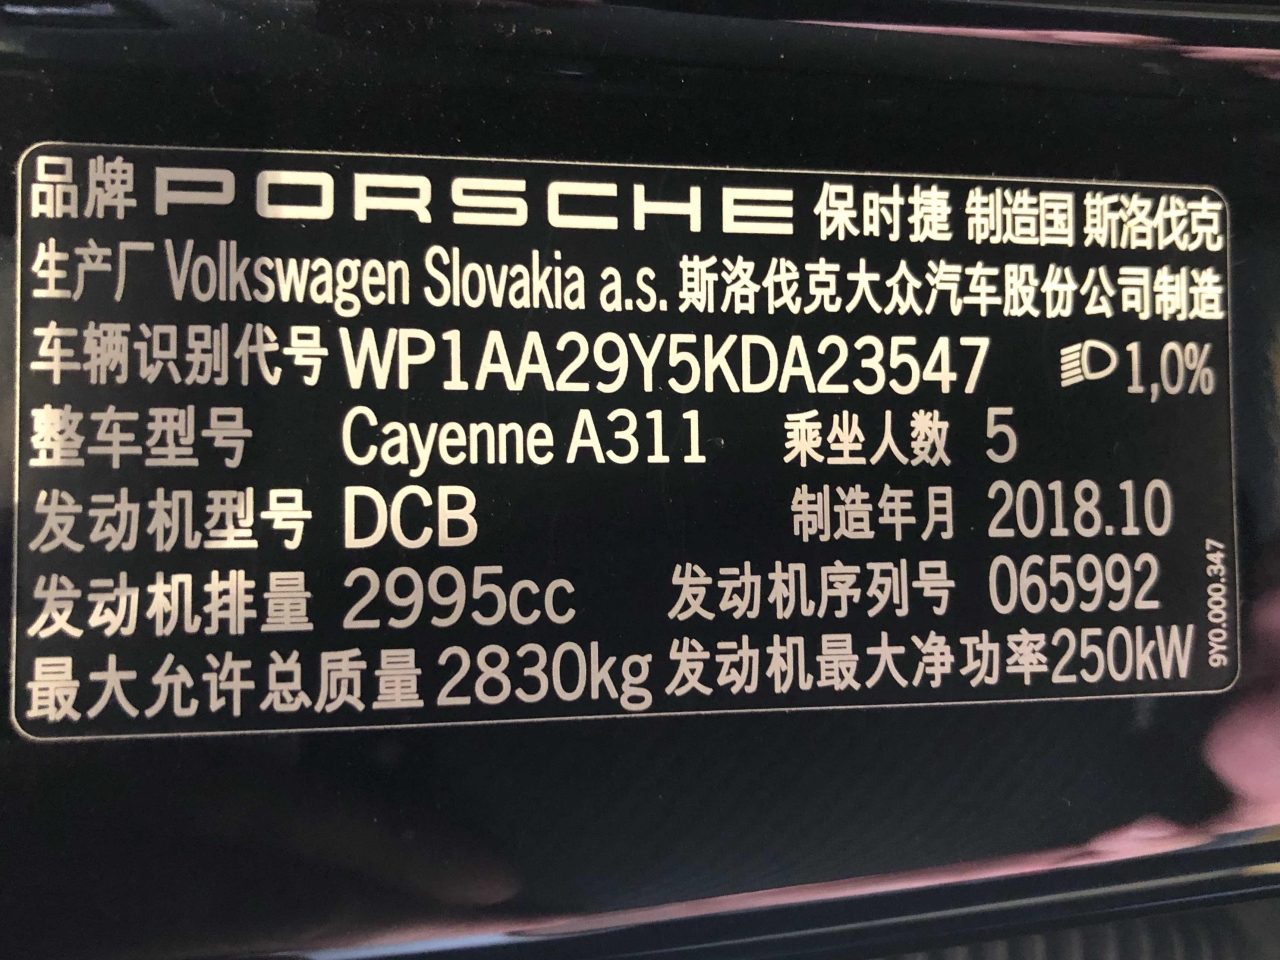 品牌 PORSCHE 保时捷 制造国 斯洛伐克
生产厂 Volkswagen Slovakia a.s. 斯洛伐克大众汽车股份公司制造
车辆识别代号 WP1AA29Y5KDA23547 1,0%
整车型号 Cayenne A311 乘坐人数 5
发动机型号 DCB 制造年月 2018.10
发动机排量 2995cc 发动机序列号 065992
最大允许总质量 2830kg 发动机最大净功率 250kW
9Y0.000.347